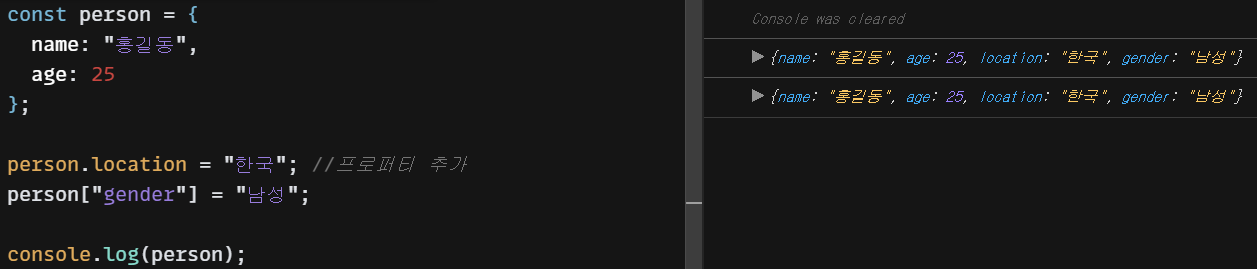 const person = {
  name: "홍길동",
  age: 25
};
person.location = "한국"; //프로퍼티 추가
person["gender"] = "남성";
console.log(person);
Console was cleared
▶ {name: "홍길동", age: 25, location: "한국", gender: "남성"}
▶ {name: "홍길동", age: 25, location: "한국", gender: "남성"}